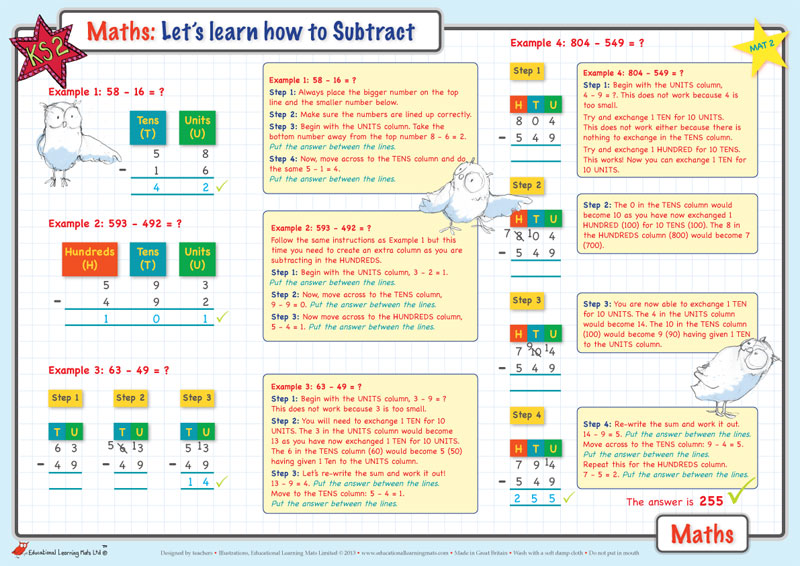 KS2
Maths: Let's learn how to Subtract
MAT 2
Example 1: 58 - 16 = ?
Tens Units
(T) (U)
5 8
- 1 6
4 2 ✓
Example 1: 58 - 16 = ?
Step 1: Always place the bigger number on the top
line and the smaller number below.
Step 2: Make sure the numbers are lined up correctly.
Step 3: Begin with the UNITS column. Take the
bottom number away from the top number 8 - 6 = 2.
Put the answer between the lines.
Step 4: Now, move across to the TENS column and do
the same 5 - 1 = 4.
Put the answer between the lines.
Example 2: 593 - 492 = ?
Hundreds Tens Units
(H) (T) (U)
5 9 3
- 4 9 2
1 0 1 ✓
Example 2: 593 - 492 = ?
Follow the same instructions as Example 1 but this
time you need to create an extra column as you are
subtracting in the HUNDREDS.
Step 1: Begin with the UNITS column, 3 - 2 = 1.
Put the answer between the lines.
Step 2: Now, move across to the TENS column,
9 - 9 = 0. Put the answer between the lines.
Step 3: Now move across to the HUNDREDS column,
5 - 4 = 1. Put the answer between the lines.
Example 3: 63 - 49 = ?
Step 1 Step 2 Step 3
T U T U T U
6 3 5 6 13 5 13
- 4 9 - 4 9 - 4 9
1 4 ✓
Example 3: 63 - 49 = ?
Step 1: Begin with the UNITS column, 3 - 9 = ?
This does not work because 3 is too small.
Step 2: You will need to exchange 1 TEN for 10
UNITS. The 3 in the UNITS column would become
13 as you have now exchanged 1 TEN for 10 UNITS.
The 6 in the TENS column (60) would become 5 (50)
having given 1 Ten to the UNITS column.
Step 3: Let's re-write the sum and work it out!
13 - 9 = 4. Put the answer between the lines.
Move to the TENS column: 5 - 4 = 1.
Put the answer between the lines.
Example 4: 804 - 549 = ?
Step 1
H T U
8 0 4
- 5 4 9
Example 4: 804 - 549 = ?
Step 1: Begin with the UNITS column,
4 - 9 = ?. This does not work because 4 is
too small.
Try and exchange 1 TEN for 10 UNITS.
This does not work either because there is
nothing to exchange in the TENS column.
Try and exchange 1 HUNDRED for 10 TENS.
This works! Now you can exchange 1 TEN for
10 UNITS.
Step 2
H T U
7 8 10 4
- 5 4 9
Step 2: The 0 in the TENS column would
become 10 as you have now exchanged 1
HUNDRED (100) for 10 TENS (100). The 8 in
the HUNDREDS column (800) would become 7
(700).
Step 3
H T U
7 9 10 14
- 5 4 9
Step 3: You are now able to exchange 1 TEN
for 10 UNITS. The 4 in the UNITS column
would become 14. The 10 in the TENS column
(100) would become 9 (90) having given 1 TEN
to the UNITS column.
Step 4
H T U
7 9 14
- 5 4 9
2 5 5 ✓
Step 4: Re-write the sum and work it out.
14 - 9 = 5. Put the answer between the lines.
Move across to the TENS column: 9 - 4 = 5.
Put the answer between the lines.
Repeat this for the HUNDREDS column.
7 - 5 = 2. Put the answer between the lines.
The answer is 255 ✓
Maths
Educational Learning Mats Ltd ©™
Designed by teachers • Illustrations, Educational Learning Mats Limited © 2013 • www.educationallearningmats.com • Made in Great Britain • Wash with a soft damp cloth • Do not put in mouth